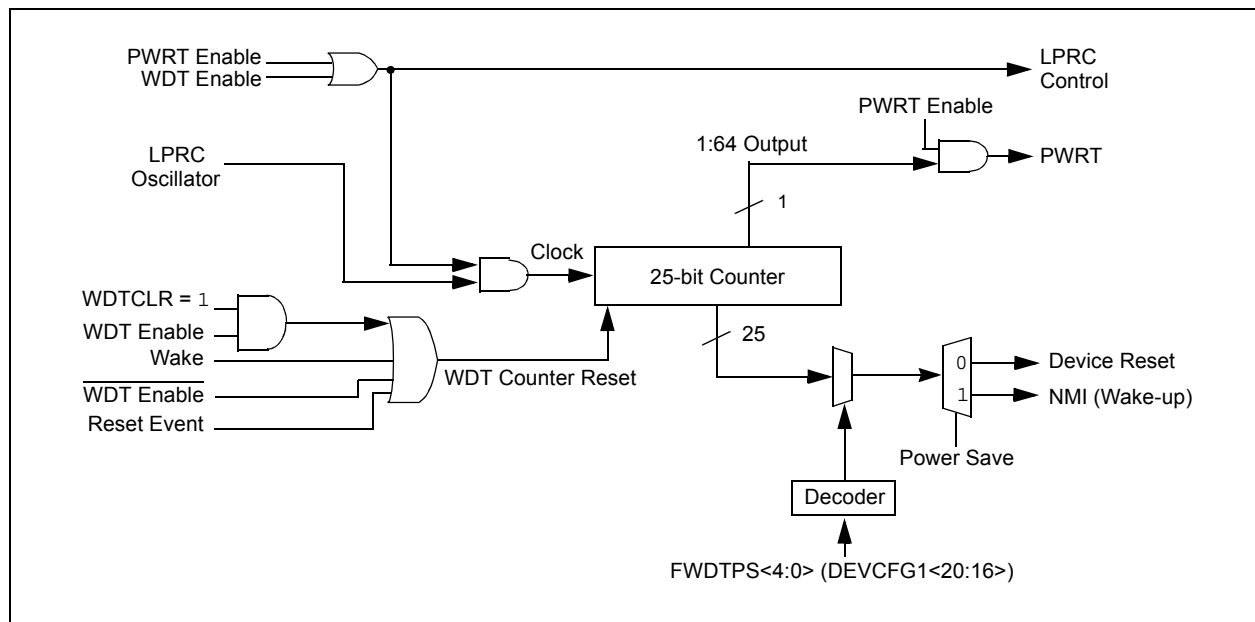 PWRT Enable
WDT Enable
LPRC
Control
PWRT Enable
1:64 Output
PWRT
LPRC
Oscillator
1
Clock
25-bit Counter
WDTCLR = 1
WDT Enable
Wake
WDT Enable
Reset Event
WDT Counter Reset
25
0
1
Device Reset
NMI (Wake-up)
Power Save
Decoder
FWDTPS<4:0> (DEVCFG1<20:16>)